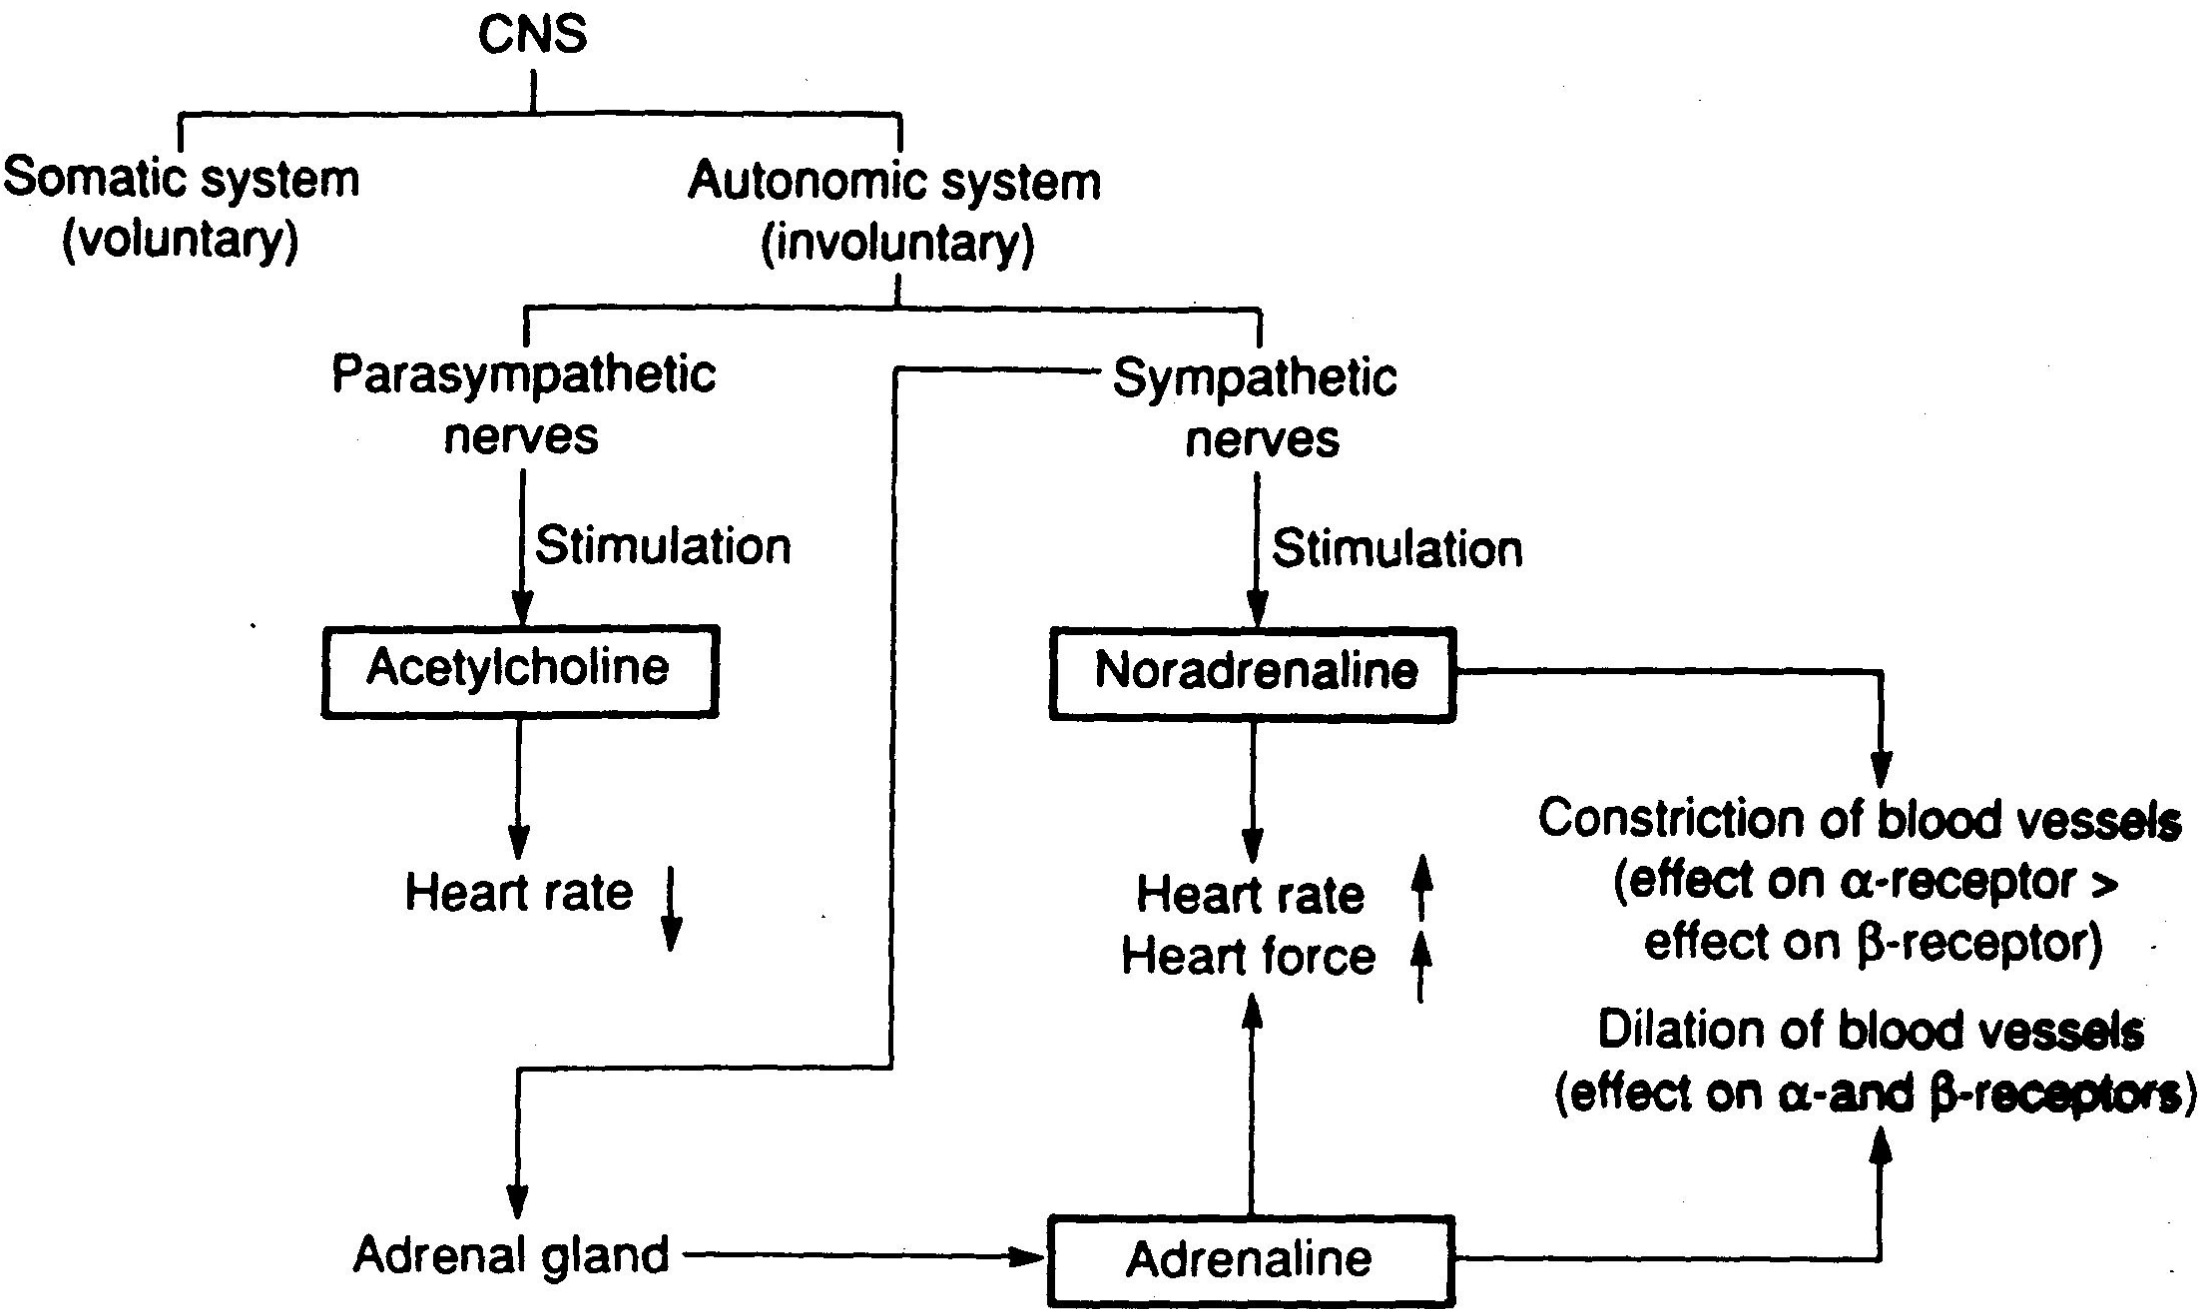 CNS
Somatic system
(voluntary)
Autonomic system
(involuntary)
Parasympathetic
nerves
Sympathetic
nerves
Stimulation
Stimulation
Acetylcholine
Noradrenaline
Heart rate ↓
Heart rate ↑
Heart force ↑
Constriction of blood vessels
(effect on α-receptor >
effect on β-receptor)
Dilation of blood vessels
(effect on α-and β-receptors)
Adrenal gland
Adrenaline